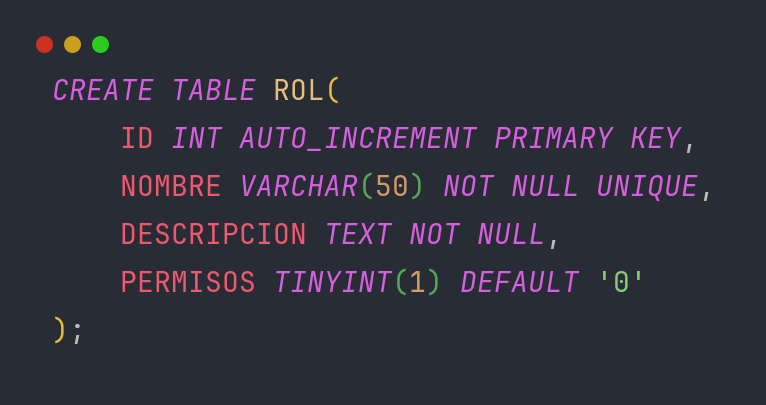 CREATE TABLE ROL(
    ID INT AUTO_INCREMENT PRIMARY KEY,
    NOMBRE VARCHAR(50) NOT NULL UNIQUE,
    DESCRIPCION TEXT NOT NULL,
    PERMISOS TINYINT(1) DEFAULT '0'
);